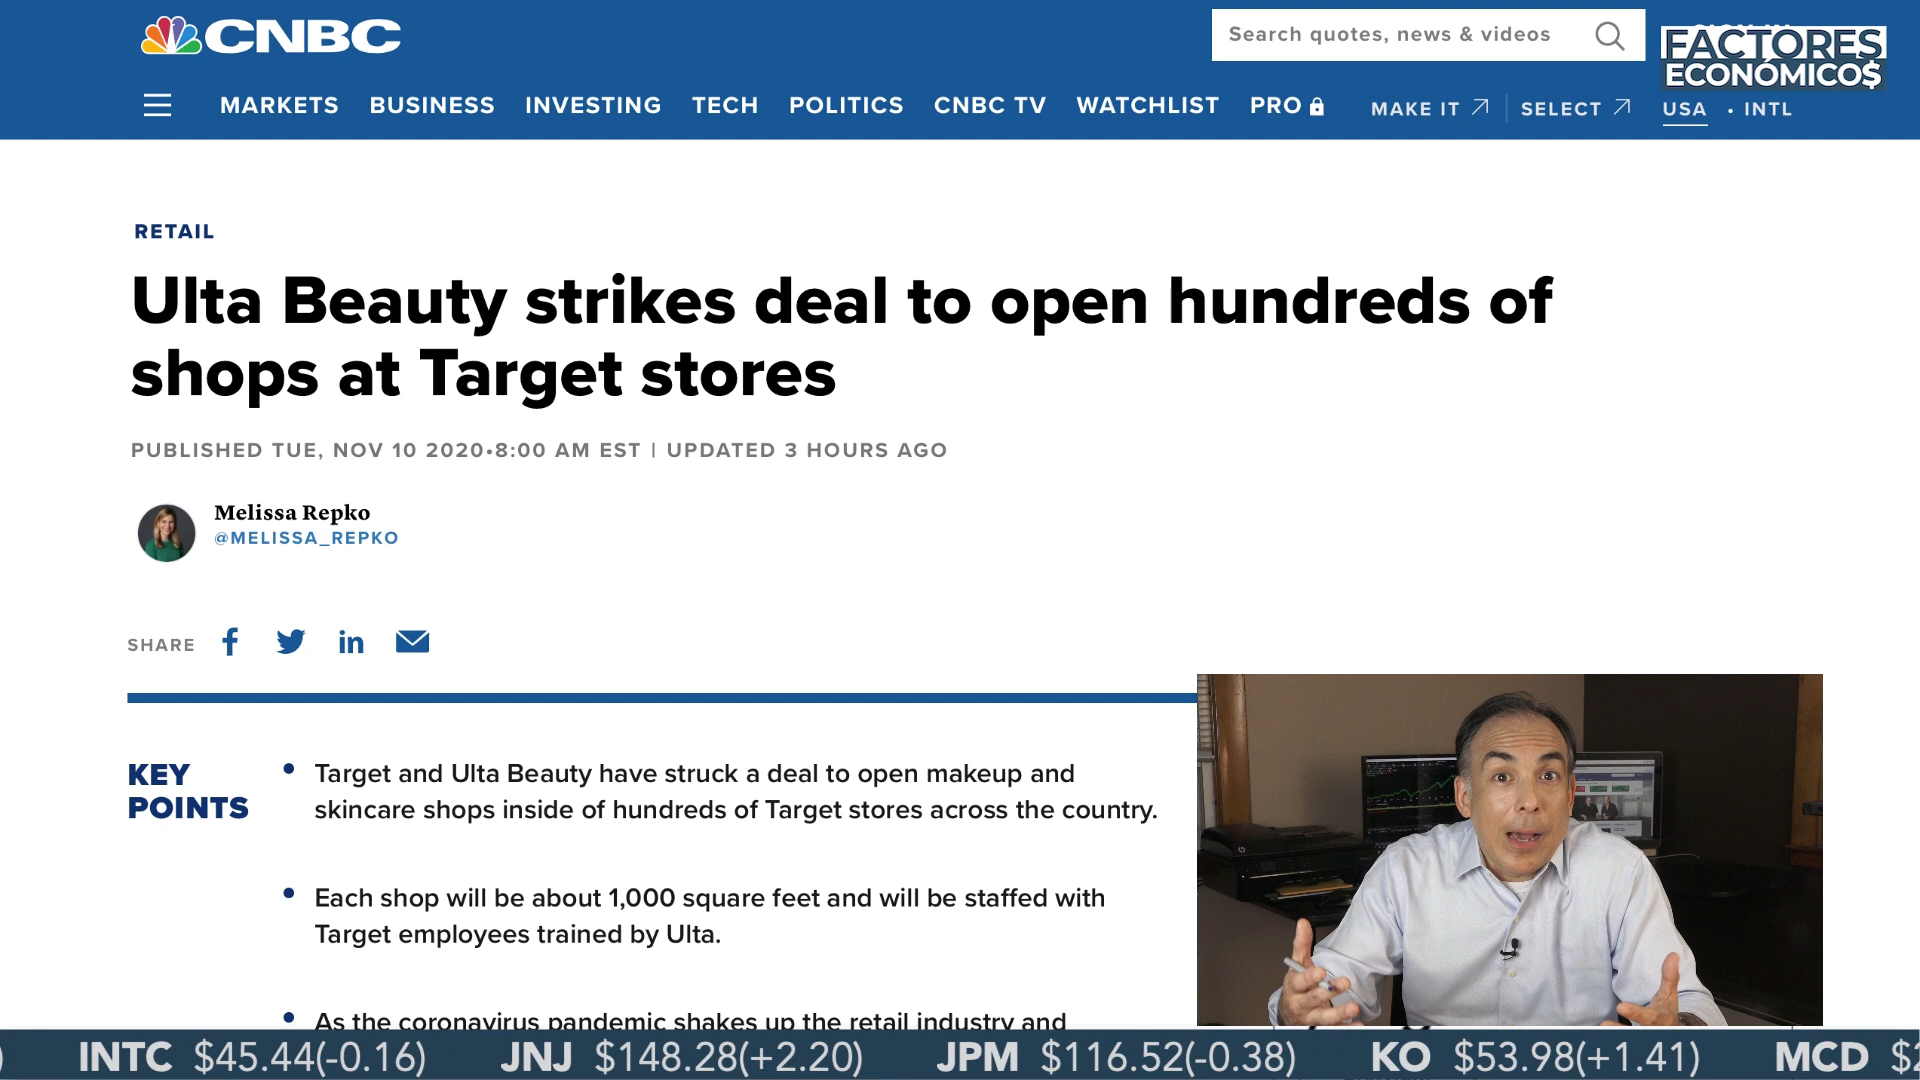 CNBC
Search quotes, news & videos
FACTORES
ECONÓMICO$
MARKETS BUSINESS INVESTING TECH POLITICS CNBC TV WATCHLIST PRO MAKE IT SELECT USA • INTL
RETAIL
Ulta Beauty strikes deal to open hundreds of
shops at Target stores
PUBLISHED TUE, NOV 10 2020•8:00 AM EST | UPDATED 3 HOURS AGO
Melissa Repko
@MELISSA_REPKO
SHARE
KEY
POINTS
• Target and Ulta Beauty have struck a deal to open makeup and
skincare shops inside of hundreds of Target stores across the country.
• Each shop will be about 1,000 square feet and will be staffed with
Target employees trained by Ulta.
• As the coronavirus pandemic shakes up the retail industry and
) INTC $45.44(-0.16) JNJ $148.28(+2.20) JPM $116.52(-0.38) KO $53.98(+1.41) MCD $2